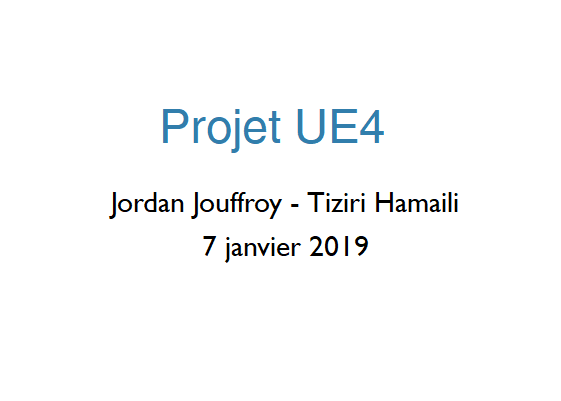 Projet UE4
Jordan Jouffroy - Tiziri Hamaili
7 janvier 2019